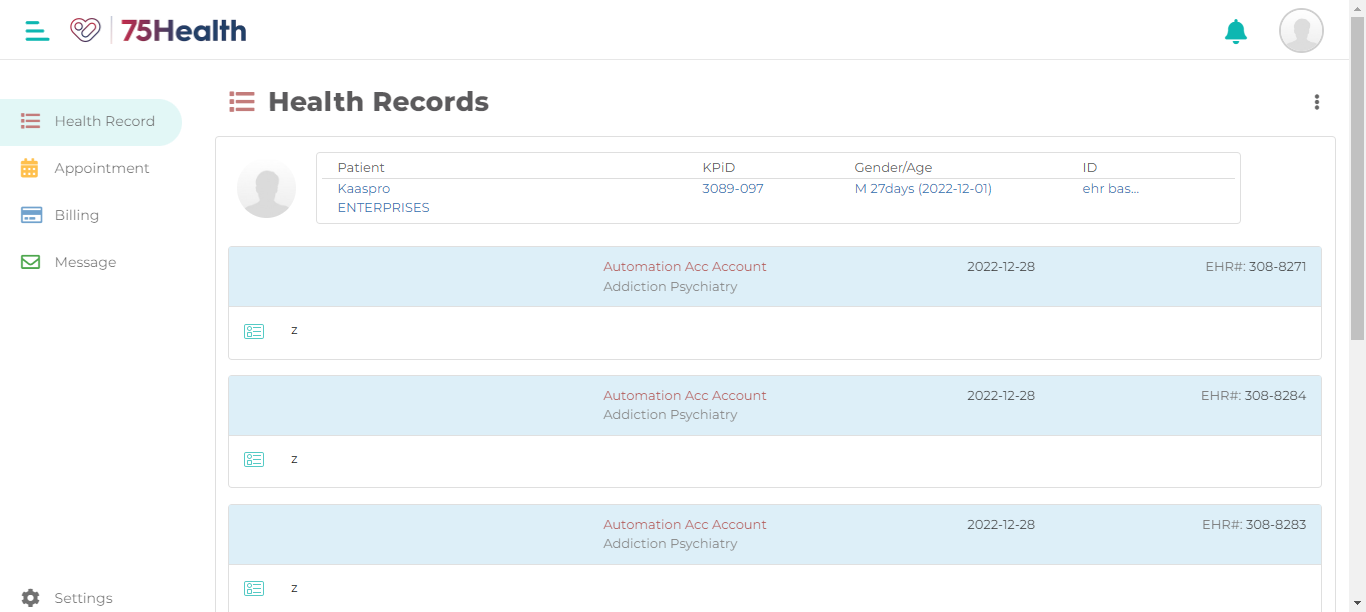 75Health
Health Records
Health Record
Appointment
Billing
Message
Settings
Patient KPiD Gender/Age ID
Kaaspro 3089-097 M 27days (2022-12-01) ehr bas...
ENTERPRISES
Automation Acc Account 2022-12-28 EHR#: 308-8271
Addiction Psychiatry
z
Automation Acc Account 2022-12-28 EHR#: 308-8284
Addiction Psychiatry
z
Automation Acc Account 2022-12-28 EHR#: 308-8283
Addiction Psychiatry
z